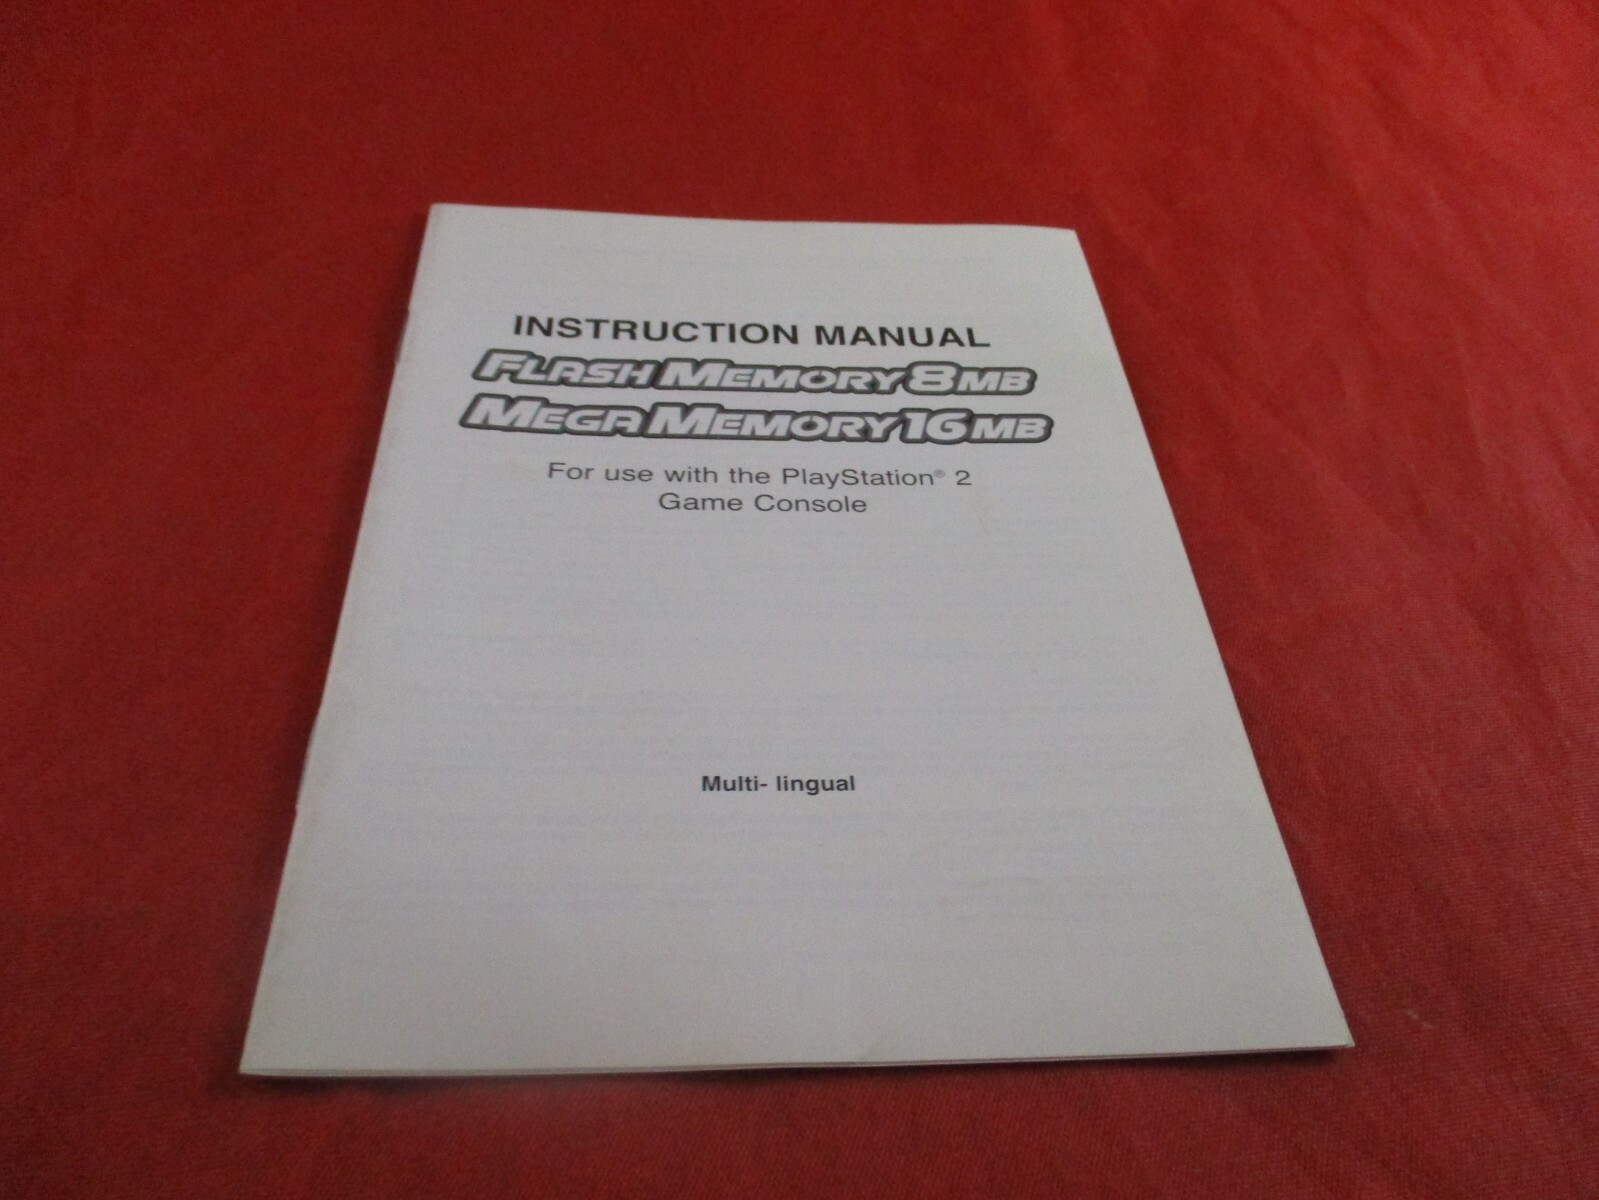 INSTRUCTION MANUAL
FLASH MEMORY 8MB
MEGA MEMORY 16MB
For use with the PlayStation® 2
Game Console
Multi- lingual